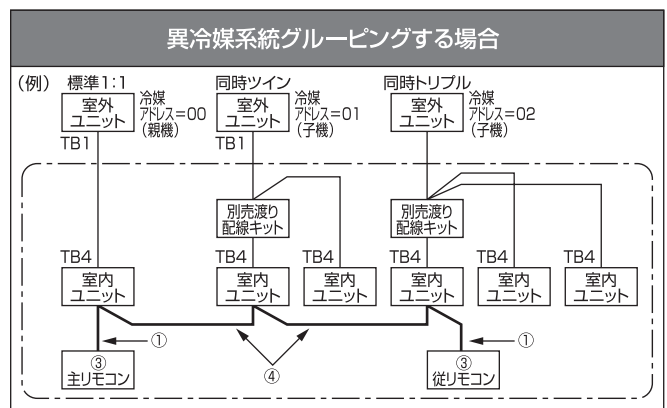 異冷媒系統グルーピングする場合
(例) 標準1:1
室外
ユニット
冷媒
アドレス=00
(親機)
TB1
同時ツイン
室外
ユニット
冷媒
アドレス=01
(子機)
TB1
同時トリプル
室外
ユニット
冷媒
アドレス=02
(子機)
別売渡り
配線キット
別売渡り
配線キット
TB4
室内
ユニット
TB4
室内
ユニット
TB4
室内
ユニット
TB4
室内
ユニット
TB4
室内
ユニット
TB4
室内
ユニット
①
④
①
③
主リモコン
③
従リモコン